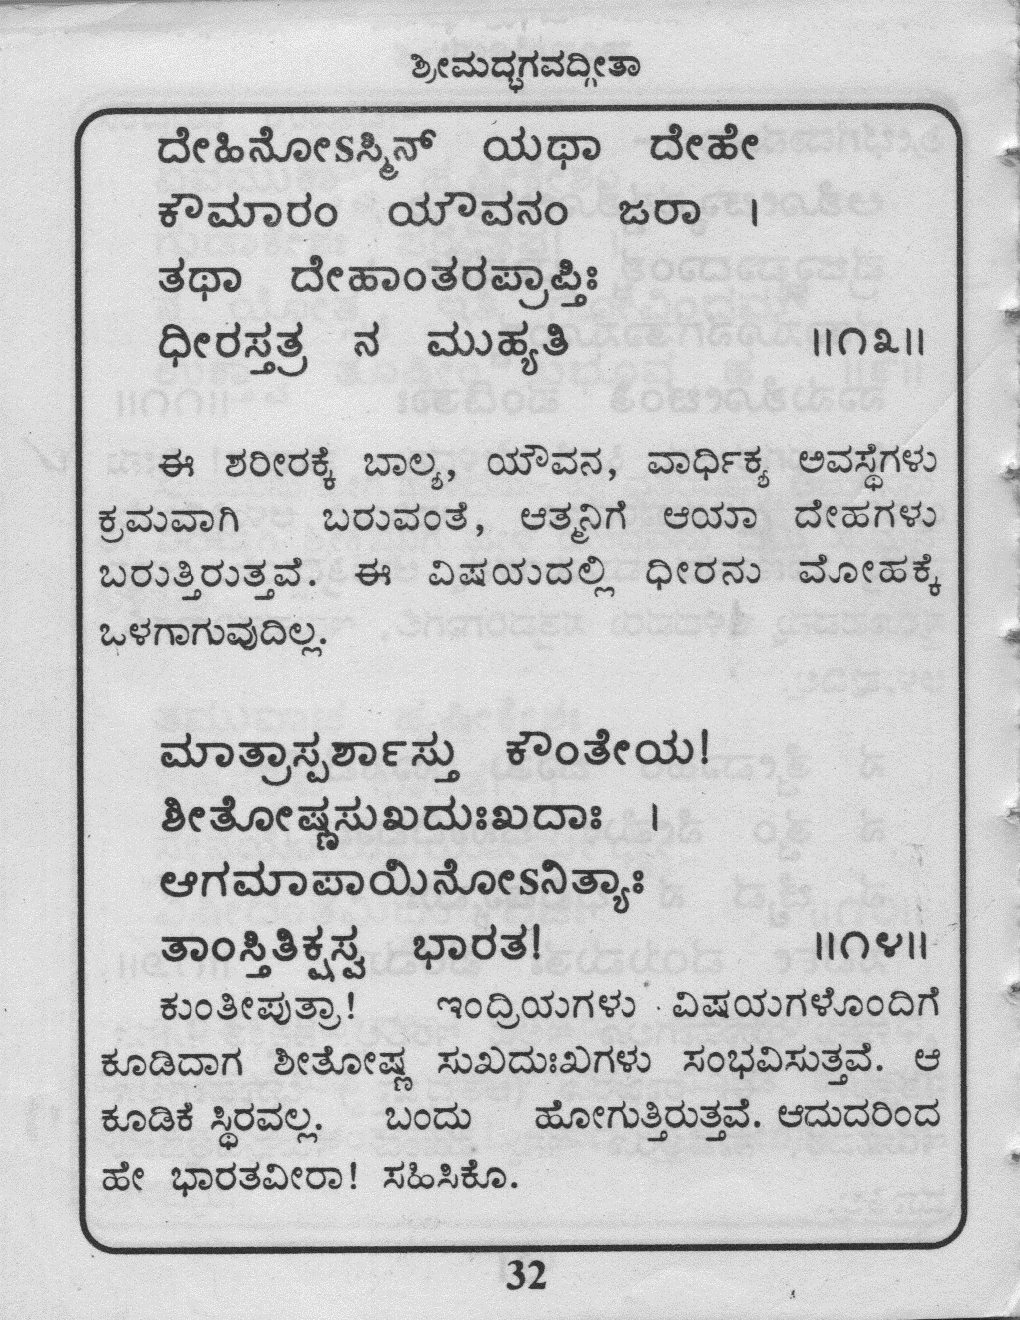 ಶ್ರೀಮದ್ಭಗವದ್ಗೀತಾ
ದೇಹಿನೋಽಸ್ಮಿನ್ ಯಥಾ ದೇಹೇ
ಕೌಮಾರಂ ಯೌವನಂ ಜರಾ ।
ತಥಾ ದೇಹಾಂತರಪ್ರಾಪ್ತಿಃ
ಧೀರಸ್ತತ್ರ ನ ಮುಹ್ಯತಿ ॥೧೩॥
ಈ ಶರೀರಕ್ಕೆ ಬಾಲ್ಯ, ಯೌವನ, ವಾರ್ಧಿಕ್ಯ ಅವಸ್ಥೆಗಳು
ಕ್ರಮವಾಗಿ ಬರುವಂತೆ, ಆತ್ಮನಿಗೆ ಆಯಾ ದೇಹಗಳು
ಬರುತ್ತಿರುತ್ತವೆ. ಈ ವಿಷಯದಲ್ಲಿ ಧೀರನು ಮೋಹಕ್ಕೆ
ಒಳಗಾಗುವುದಿಲ್ಲ.
ಮಾತ್ರಾಸ್ಪರ್ಶಾಸ್ತು ಕೌಂತೇಯ!
ಶೀತೋಷ್ಣಸುಖದುಃಖದಾಃ ।
ಆಗಮಾಪಾಯಿನೋಽನಿತ್ಯಾಃ
ತಾಂಸ್ತಿತಿಕ್ಷಸ್ವ ಭಾರತ! ॥೧೪॥
ಕುಂತೀಪುತ್ರಾ! ಇಂದ್ರಿಯಗಳು ವಿಷಯಗಳೊಂದಿಗೆ
ಕೂಡಿದಾಗ ಶೀತೋಷ್ಣ ಸುಖದುಃಖಗಳು ಸಂಭವಿಸುತ್ತವೆ. ಆ
ಕೂಡಿಕೆ ಸ್ಥಿರವಲ್ಲ. ಬಂದು ಹೋಗುತ್ತಿರುತ್ತವೆ. ಆದುದರಿಂದ
ಹೇ ಭಾರತವೀರಾ! ಸಹಿಸಿಕೊ.
32